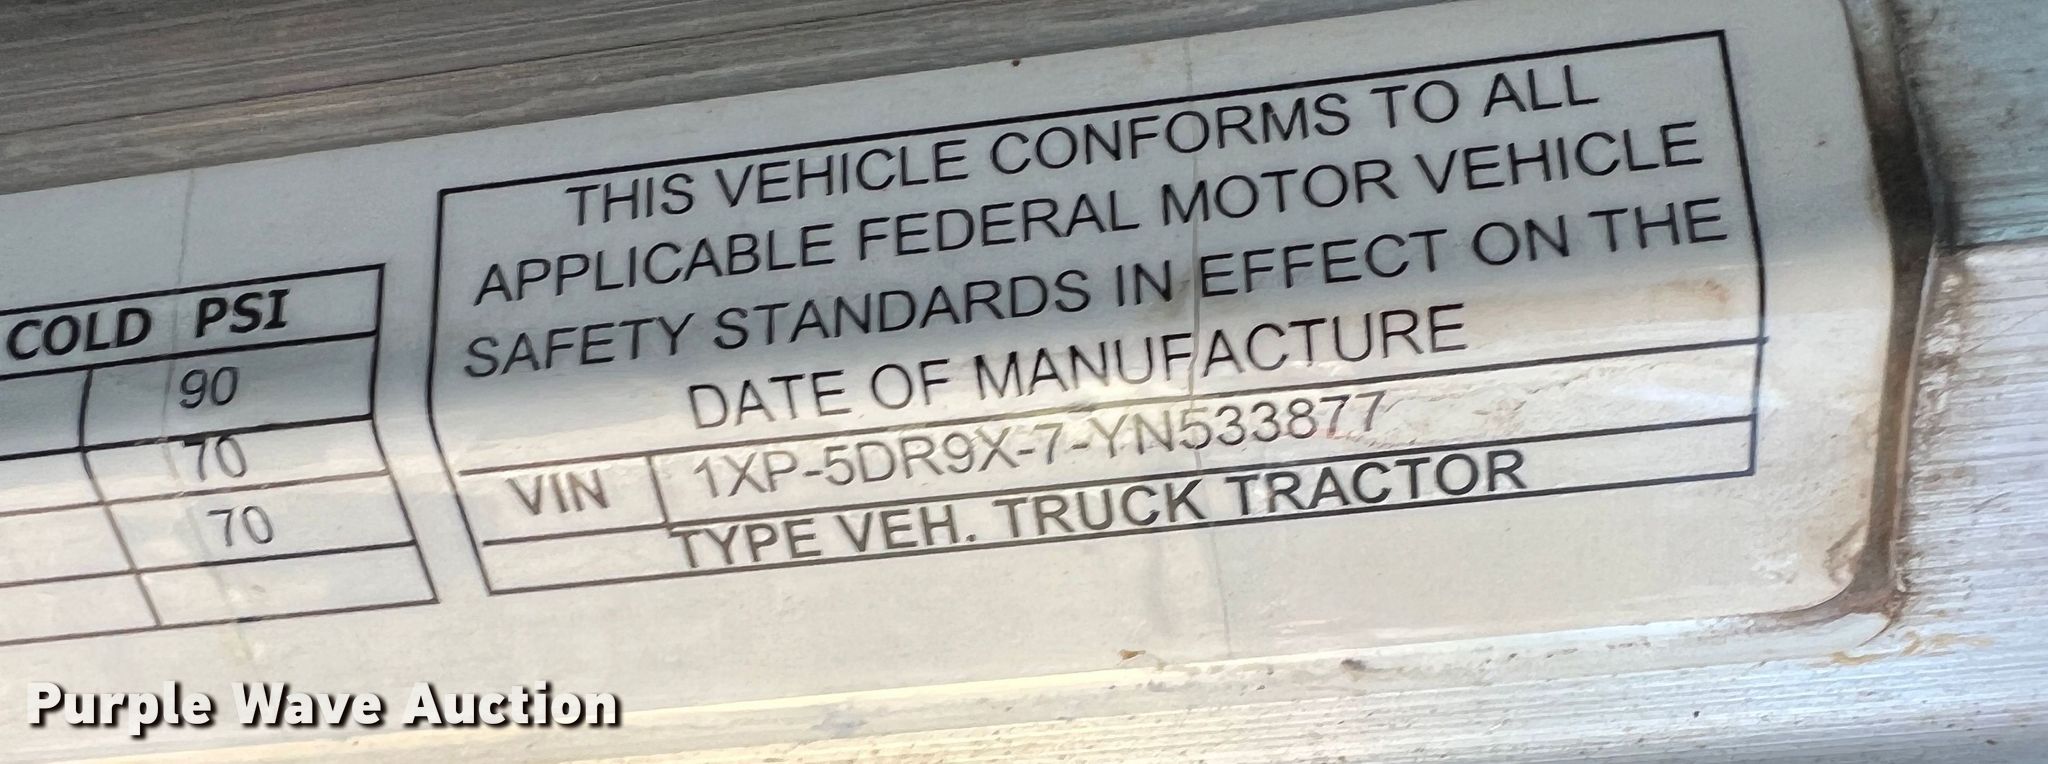 COLD PSI
90
70
70
THIS VEHICLE CONFORMS TO ALL
APPLICABLE FEDERAL MOTOR VEHICLE
SAFETY STANDARDS IN EFFECT ON THE
DATE OF MANUFACTURE
VIN 1XP-5DR9X-7-YN533877
TYPE VEH. TRUCK TRACTOR
Purple Wave Auction